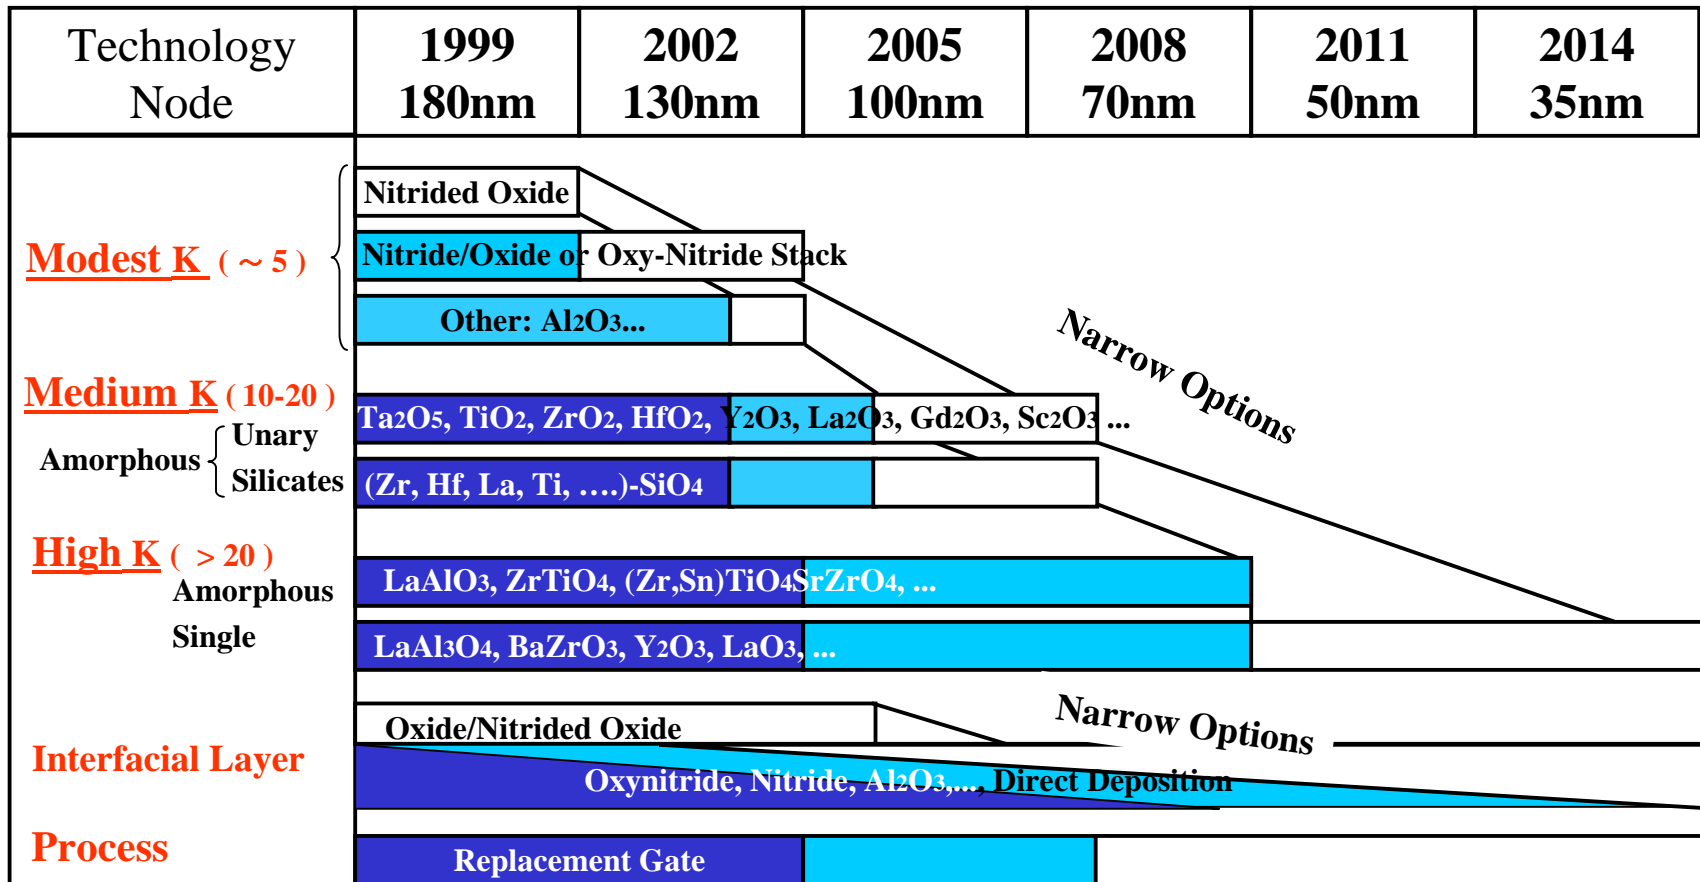 Technology
Node
1999
180nm
2002
130nm
2005
100nm
2008
70nm
2011
50nm
2014
35nm
Modest K ( ~ 5 )
Nitrided Oxide
Nitride/Oxide or Oxy-Nitride Stack
Other: Al2O3...
Narrow Options
Medium K ( 10-20 )
Amorphous
Unary
Silicates
Ta2O5, TiO2, ZrO2, HfO2, Y2O3, La2O3, Gd2O3, Sc2O3 ...
(Zr, Hf, La, Ti, ....)-SiO4
High K ( > 20 )
Amorphous
Single
LaAlO3, ZrTiO4, (Zr,Sn)TiO4SrZrO4, ...
LaAl3O4, BaZrO3, Y2O3, LaO3, ...
Narrow Options
Interfacial Layer
Oxide/Nitrided Oxide
Oxynitride, Nitride, Al2O3,..., Direct Deposition
Process
Replacement Gate